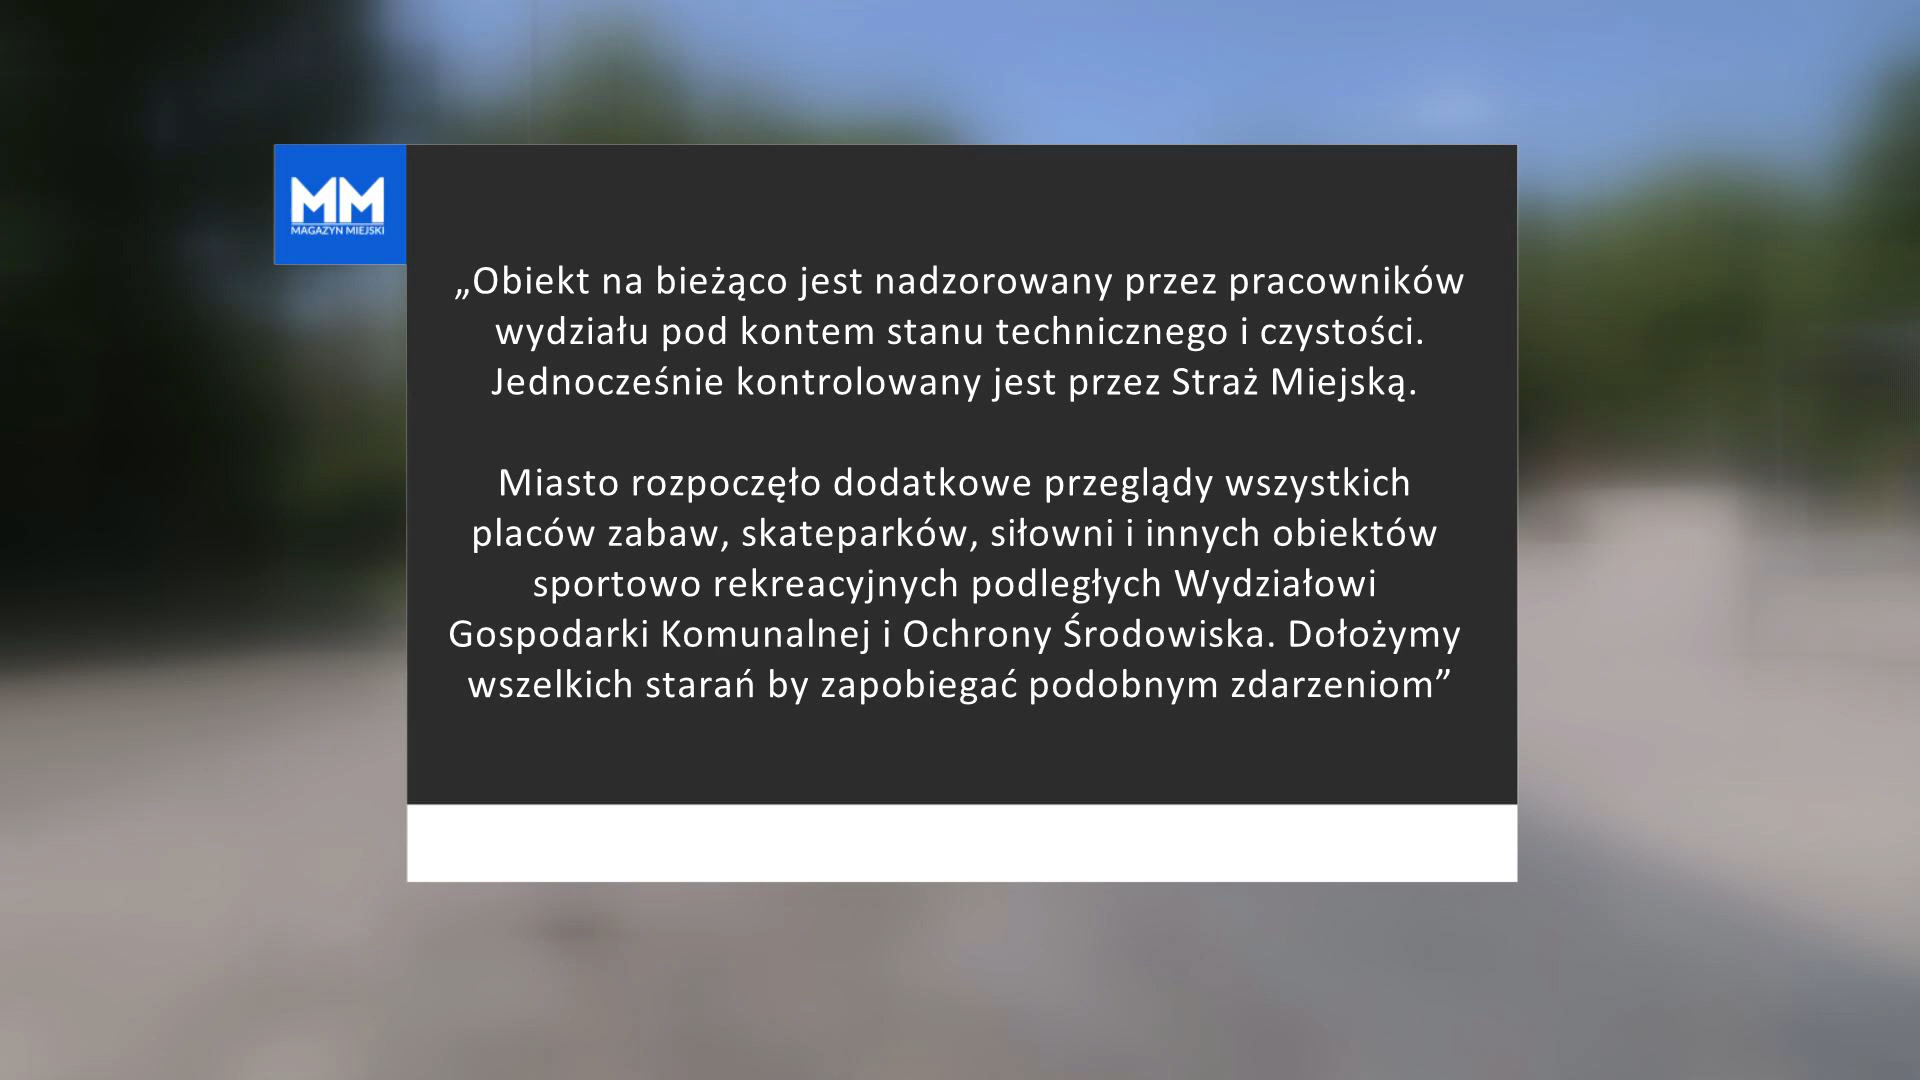 MM
MAGAZYN MIEJSKI
„Obiekt na bieżąco jest nadzorowany przez pracowników
wydziału pod kontem stanu technicznego i czystości.
Jednocześnie kontrolowany jest przez Straż Miejską.
Miasto rozpoczęło dodatkowe przeglądy wszystkich
placów zabaw, skateparków, siłowni i innych obiektów
sportowo rekreacyjnych podległych Wydziałowi
Gospodarki Komunalnej i Ochrony Środowiska. Dołożymy
wszelkich starań by zapobiegać podobnym zdarzeniom”